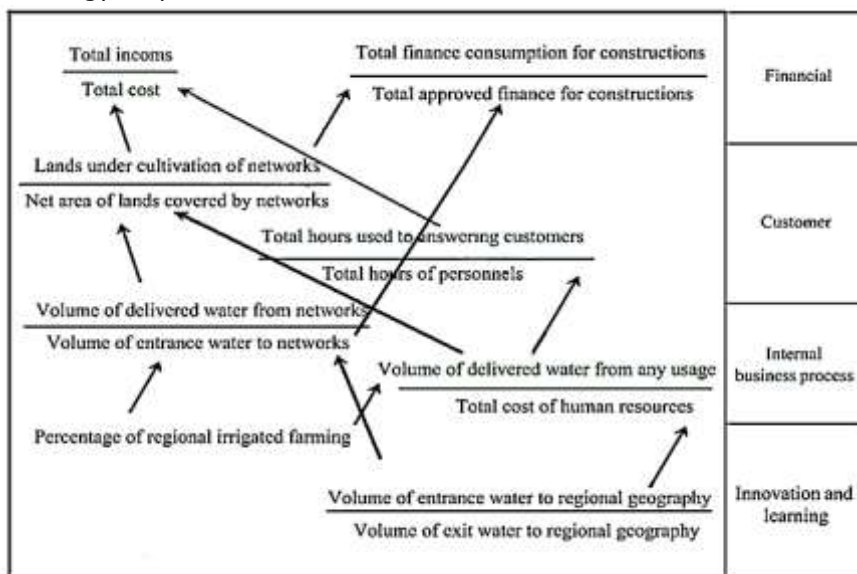 Total incoms
Total cost
Total finance consumption for constructions
Total approved finance for constructions
Financial
Lands under cultivation of networks
Net area of lands covered by networks
Total hours used to answering customers
Total hours of personnels
Customer
Volume of delivered water from networks
Volume of entrance water to networks
Volume of delivered water from any usage
Total cost of human resources
Internal
business process
Percentage of regional irrigated farming
Volume of entrance water to regional geography
Volume of exit water to regional geography
Innovation and
learning